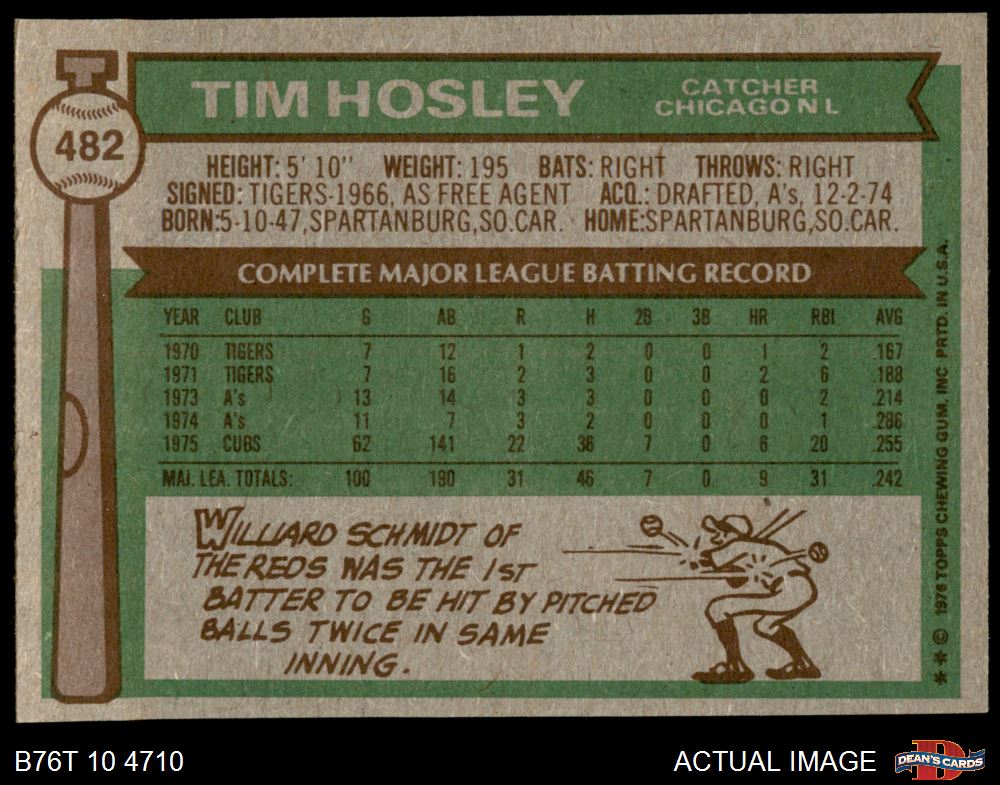 482
TIM HOSLEY
CATCHER
CHICAGO N L
HEIGHT: 5' 10" WEIGHT: 195 BATS: RIGHT THROWS: RIGHT
SIGNED: TIGERS-1966, AS FREE AGENT ACQ.: DRAFTED, A's, 12-2-74
BORN: 5-10-47, SPARTANBURG, SO. CAR. HOME: SPARTANBURG, SO. CAR.
COMPLETE MAJOR LEAGUE BATTING RECORD
YEAR CLUB G AB R H 2B 3B HR RBI AVG
1970 TIGERS 7 12 1 2 0 0 1 2 .167
1971 TIGERS 7 16 2 3 0 0 2 6 .188
1973 A's 13 14 3 3 0 0 0 2 .214
1974 A's 11 7 3 2 0 0 0 1 .286
1975 CUBS 62 141 22 36 7 0 6 20 .255
MAJ. LEA. TOTALS: 100 190 31 46 7 0 9 31 .242
WILLIARD SCHMIDT OF
THE REDS WAS THE 1ST
BATTER TO BE HIT BY PITCHED
BALLS TWICE IN SAME
INNING.
* * © 1976 TOPPS CHEWING GUM, INC PRTD. IN U.S.A.
B76T 10 4710
ACTUAL IMAGE
D
DEAN'S CARDS